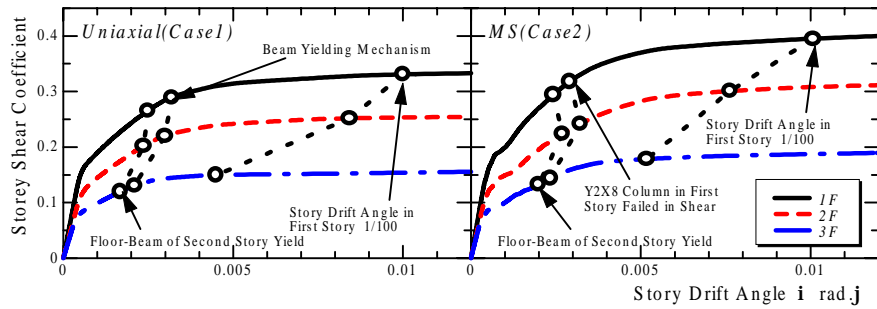 Uniaxial(Case1)
Beam Yielding Mechanism
Story Drift Angle in
First Story 1/100
Floor-Beam of Second Story Yield
MS(Case2)
Story Drift Angle in
First Story 1/100
Y2X8 Column in First
Story Failed in Shear
Floor-Beam of Second Story Yield
1F
2F
3F
Storey Shear Coefficient
0.4
0.3
0.2
0.1
0
0 0.005 0.01
0 0.005 0.01
Story Drift Angle i rad.j